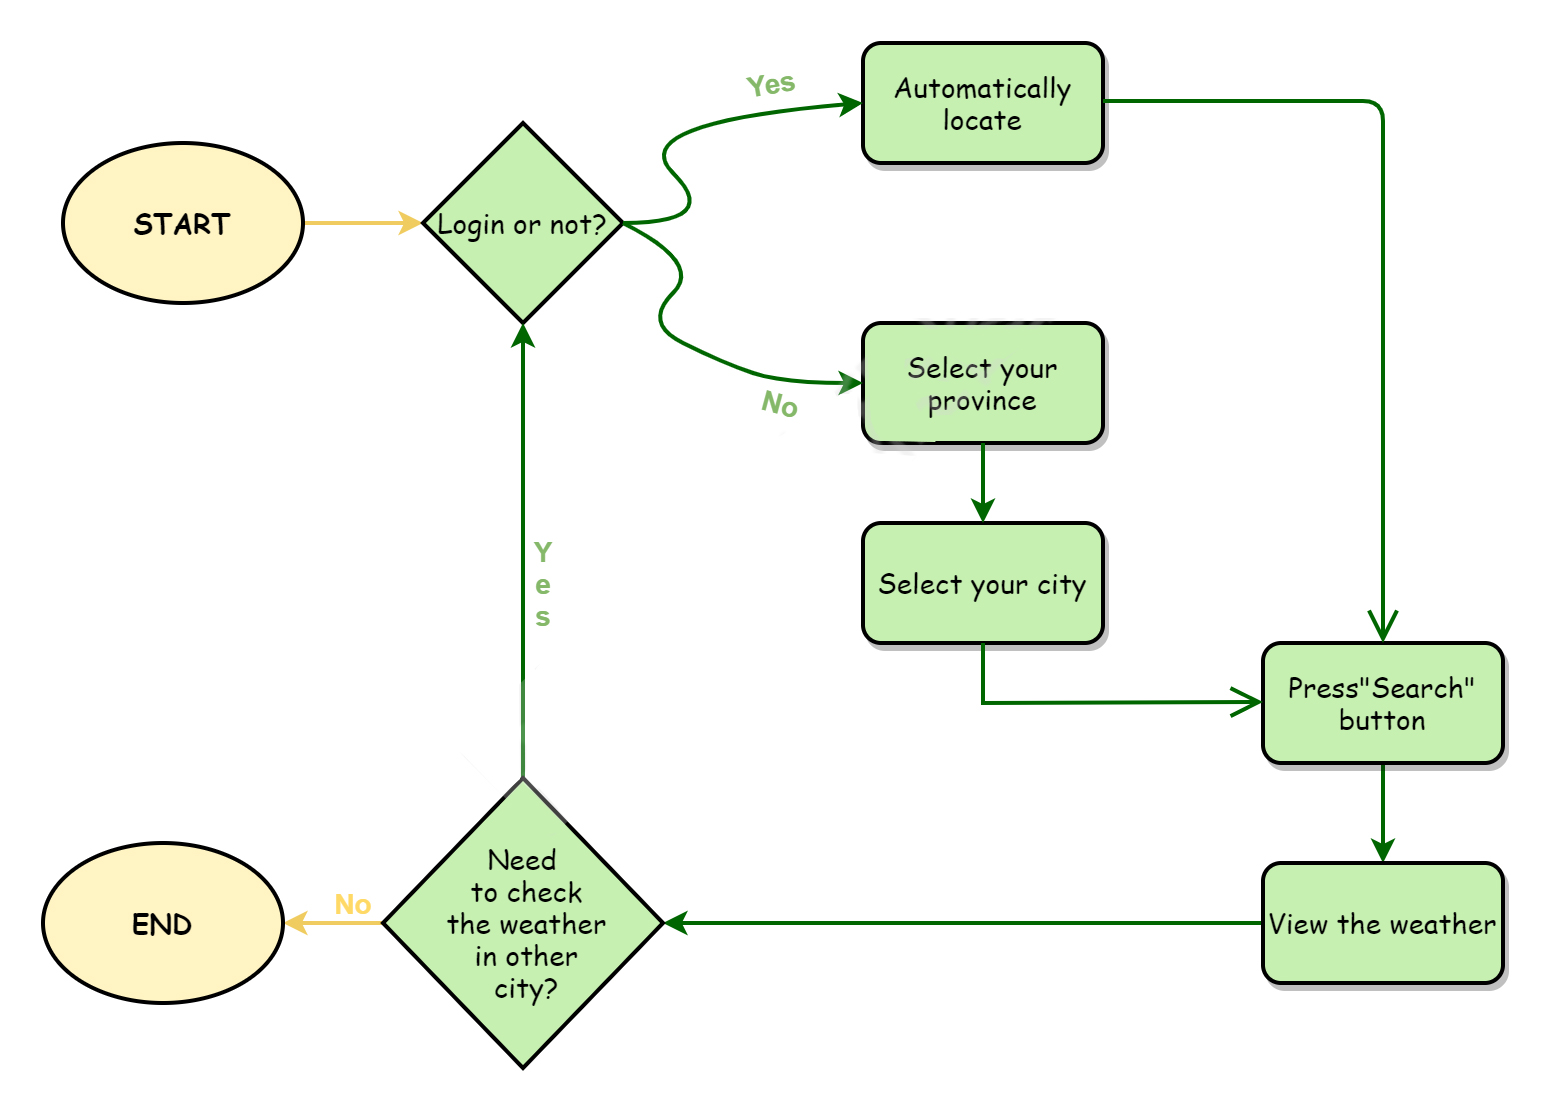 START
Login or not?
Yes
Automatically
locate
No
Select your
province
Select your city
Press"Search"
button
View the weather
Need
to check
the weather
in other
city?
Y
e
s
No
END